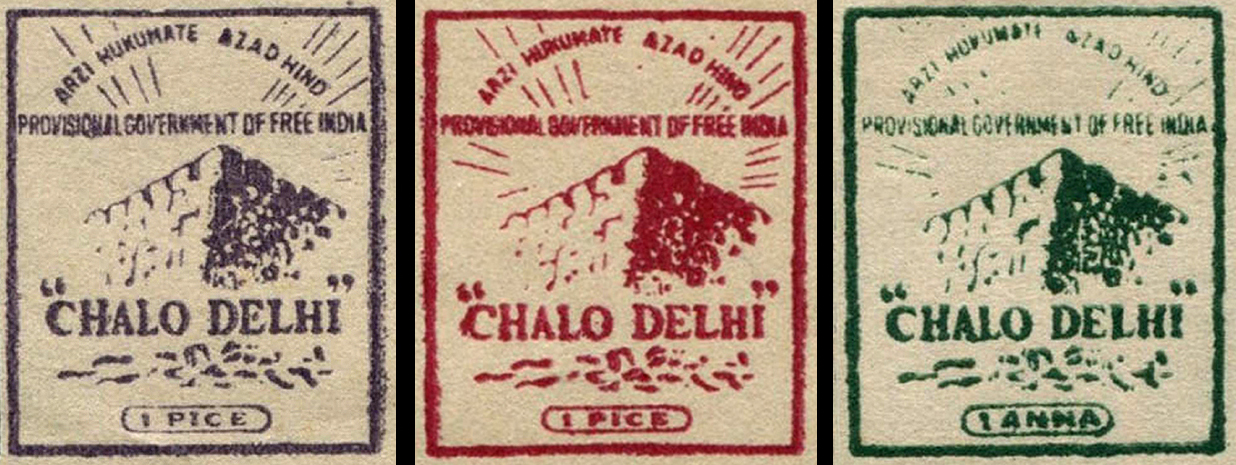 ARZI HUKUMATE AZAD HIND
PROVISIONAL GOVERNMENT OF FREE INDIA
"CHALO DELHI"
1 PICE
ARZI HUKUMATE AZAD HIND
PROVISIONAL GOVERNMENT OF FREE INDIA
"CHALO DELHI"
1 PICE
ARZI HUKUMATE AZAD HIND
PROVISIONAL GOVERNMENT OF FREE INDIA
"CHALO DELHI"
1 ANNA